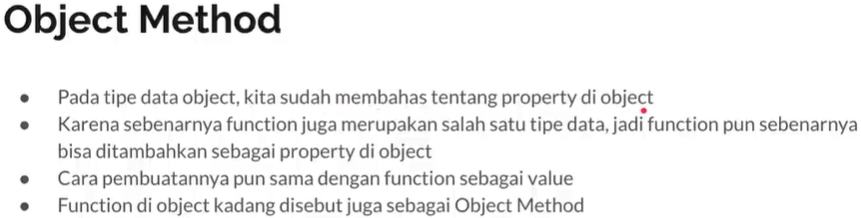 Object Method
● Pada tipe data object, kita sudah membahas tentang property di object
● Karena sebenarnya function juga merupakan salah satu tipe data, jadi function pun sebenarnya
bisa ditambahkan sebagai property di object
● Cara pembuatannya pun sama dengan function sebagai value
● Function di object kadang disebut juga sebagai Object Method